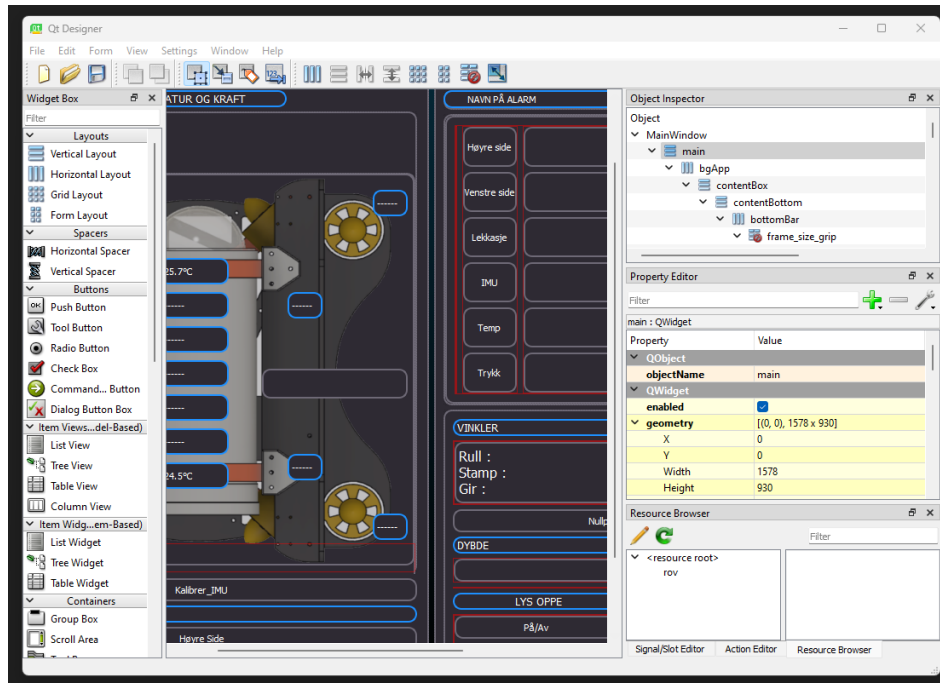 Qt Designer
File Edit Form View Settings Window Help
Widget Box
Filter
Layouts
Vertical Layout
Horizontal Layout
Grid Layout
Form Layout
Spacers
Horizontal Spacer
Vertical Spacer
Buttons
OK Push Button
Tool Button
Radio Button
Check Box
Command... Button
Dialog Button Box
Item Views...del-Based)
List View
Tree View
Table View
Column View
Item Widg...em-Based)
List Widget
Tree Widget
Table Widget
Containers
Group Box
Scroll Area
ATUR OG KRAFT
------
25.7°C
------
------
------
------
------
------
------
24.5°C
------
Kalibrer_IMU
Høyre Side
NAVN PÅ ALARM
Høyre side
Venstre side
Lekkasje
IMU
Temp
Trykk
VINKLER
Rull :
Stamp :
Gir :
Nullp
DYBDE
LYS OPPE
På/Av
Object Inspector
Object
MainWindow
main
bgApp
contentBox
contentBottom
bottomBar
frame_size_grip
Property Editor
Filter
main : QWidget
Property Value
QObject
objectName main
QWidget
enabled
geometry [(0, 0), 1578 x 930]
X 0
Y 0
Width 1578
Height 930
Resource Browser
Filter
<resource root>
rov
Signal/Slot Editor Action Editor Resource Browser